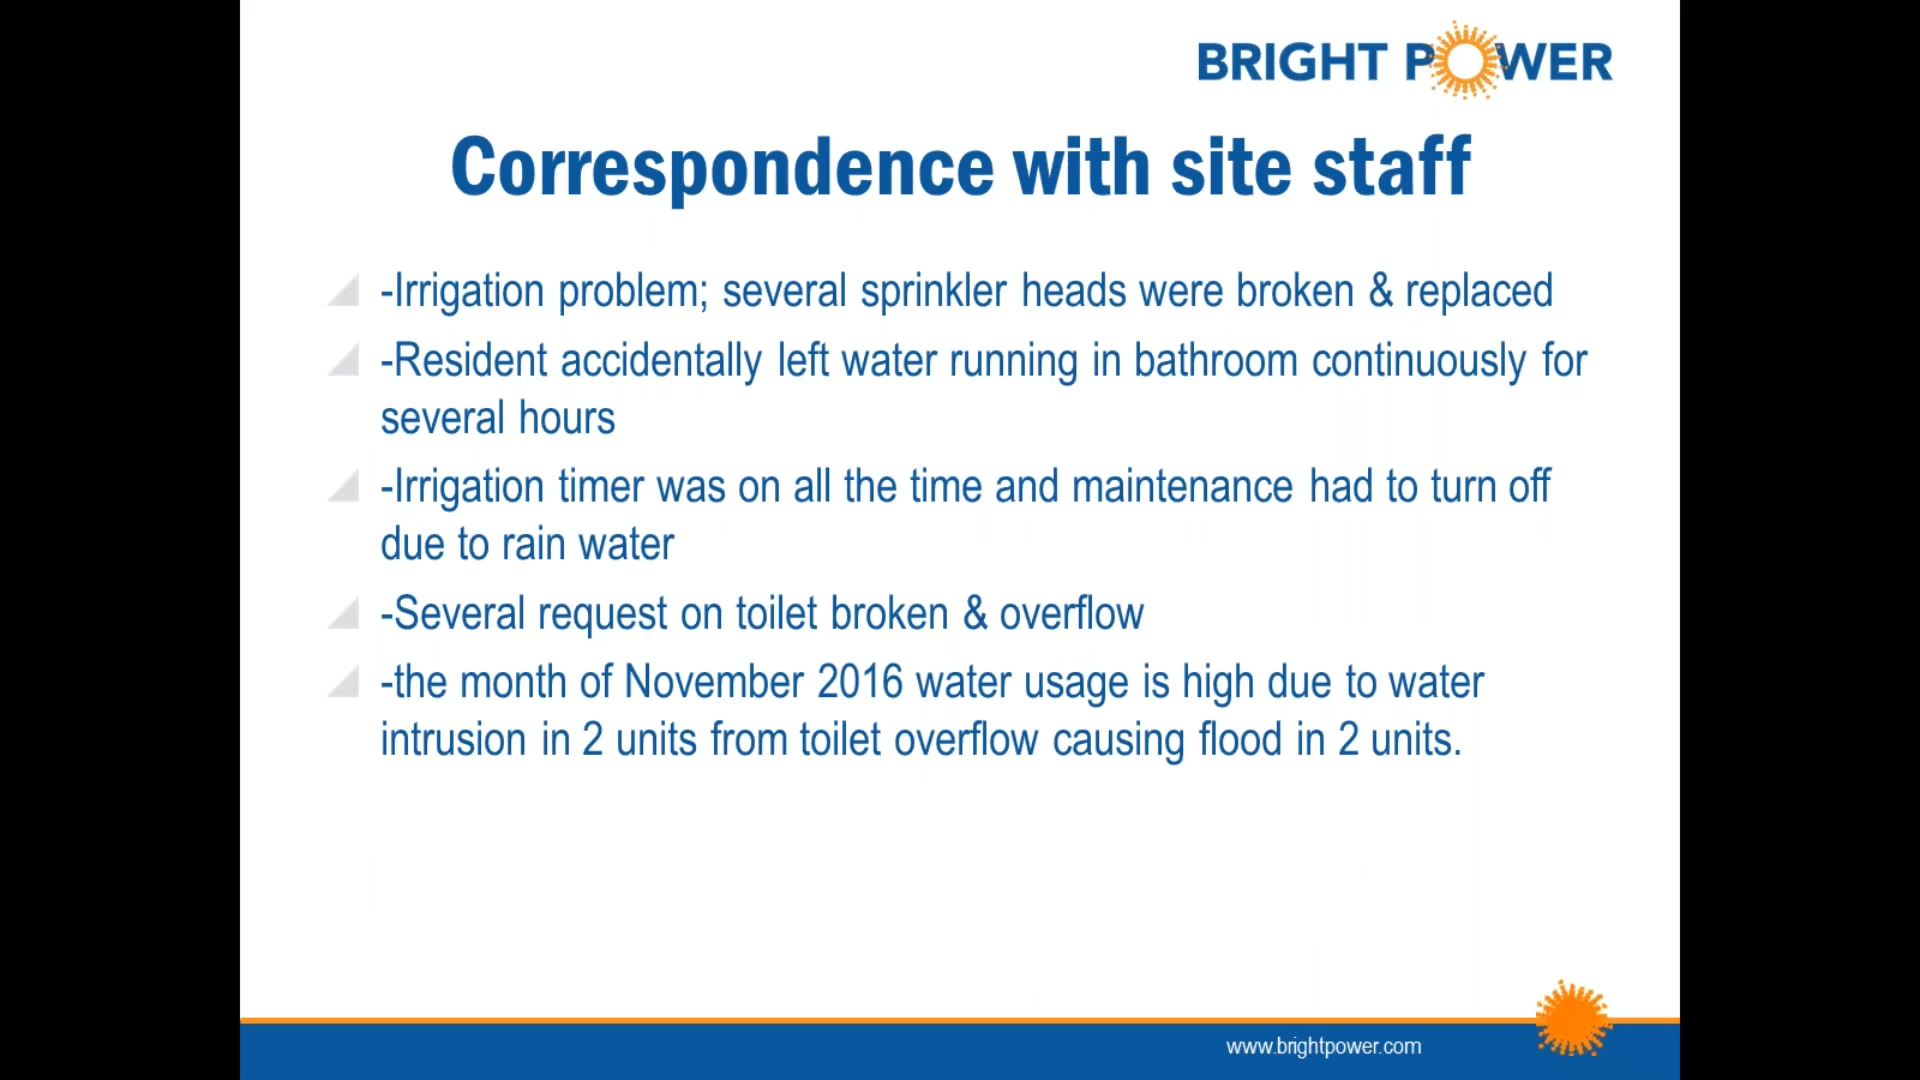 BRIGHT POWER
Correspondence with site staff
-Irrigation problem; several sprinkler heads were broken & replaced
-Resident accidentally left water running in bathroom continuously for
several hours
-Irrigation timer was on all the time and maintenance had to turn off
due to rain water
-Several request on toilet broken & overflow
-the month of November 2016 water usage is high due to water
intrusion in 2 units from toilet overflow causing flood in 2 units.
www.brightpower.com